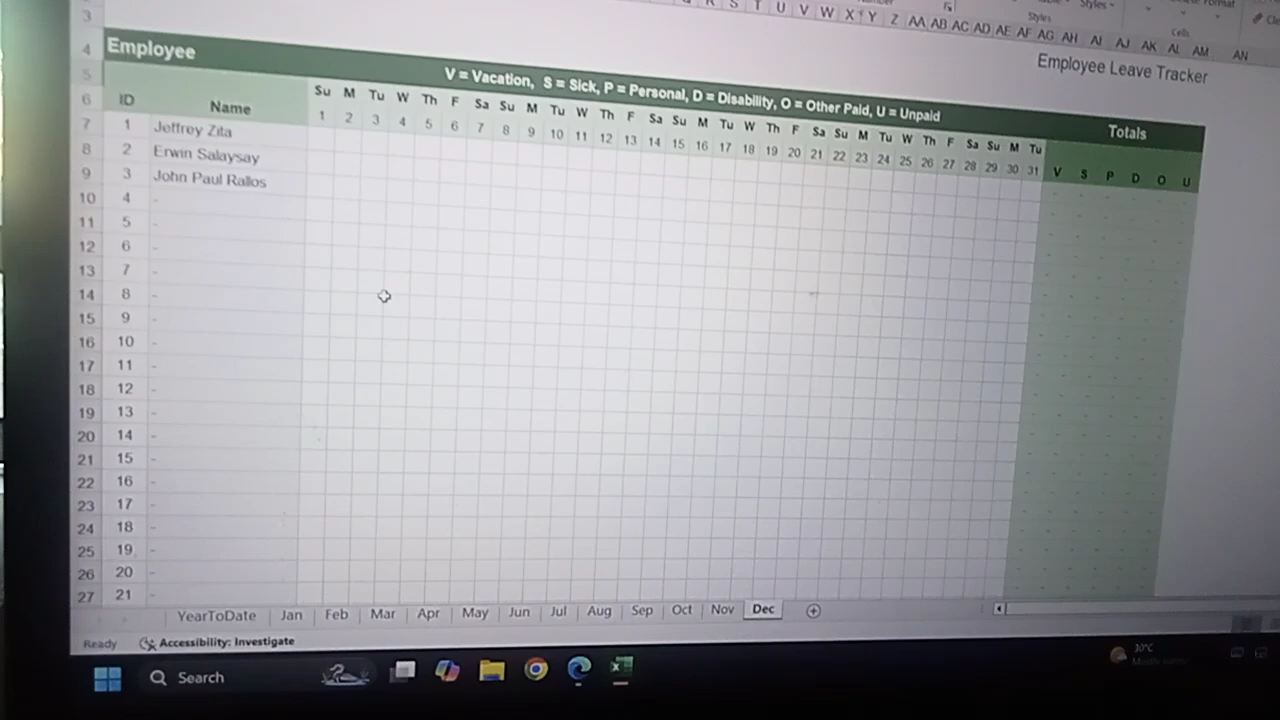 R S T U V W X Y Z AA AB AC AD AE AF AG AH AI AJ AK AL AM AN
Styles
Styles
Cells
Format
3
Employee Leave Tracker
4 Employee
5 V = Vacation, S = Sick, P = Personal, D = Disability, O = Other Paid, U = Unpaid Totals
6 ID Name Su M Tu W Th F Sa Su M Tu W Th F Sa Su M Tu W Th F Sa Su M Tu W Th F Sa Su M Tu
1 2 3 4 5 6 7 8 9 10 11 12 13 14 15 16 17 18 19 20 21 22 23 24 25 26 27 28 29 30 31 V S P D O U
7 1 Jeffrey Zita
8 2 Erwin Salaysay
9 3 John Paul Rallos
10 4 -
11 5 -
12 6 -
13 7 -
14 8 -
15 9 -
16 10 -
17 11 -
18 12 -
19 13 -
20 14 -
21 15 -
22 16 -
23 17 -
24 18 -
25 19 -
26 20 -
27 21 -
YearToDate Jan Feb Mar Apr May Jun Jul Aug Sep Oct Nov Dec
Ready Accessibility: Investigate
Search
30°C